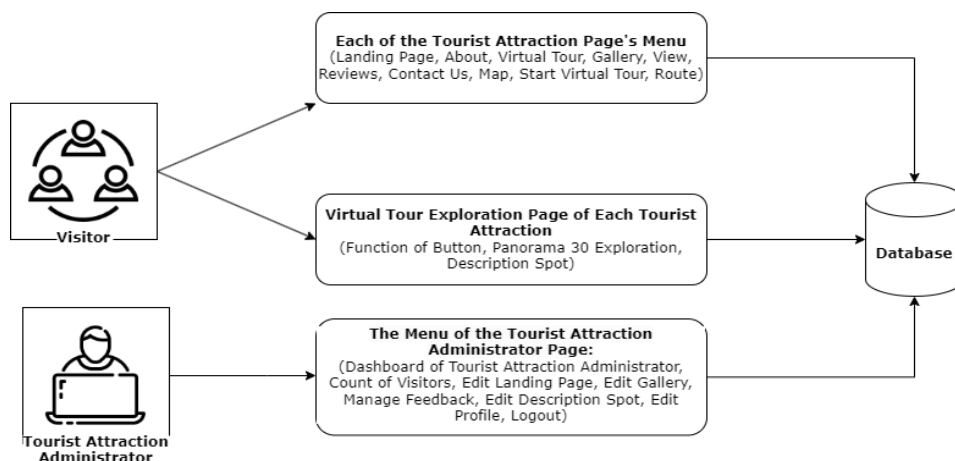 Each of the Tourist Attraction Page's Menu
(Landing Page, About, Virtual Tour, Gallery, View,
Reviews, Contact Us, Map, Start Virtual Tour, Route)
Visitor
Virtual Tour Exploration Page of Each Tourist
Attraction
(Function of Button, Panorama 30 Exploration,
Description Spot)
Database
The Menu of the Tourist Attraction
Administrator Page:
(Dashboard of Tourist Attraction Administrator,
Count of Visitors, Edit Landing Page, Edit Gallery,
Manage Feedback, Edit Description Spot, Edit
Profile, Logout)
Tourist Attraction
Administrator